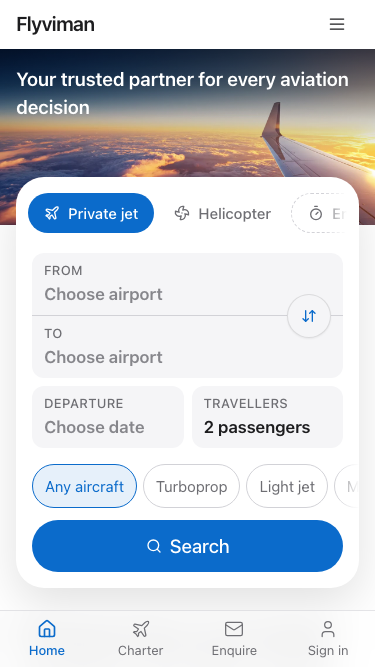 Flyviman
Your trusted partner for every aviation
decision
Private jet
Helicopter
FROM
Choose airport
TO
Choose airport
DEPARTURE
Choose date
TRAVELLERS
2 passengers
Any aircraft
Turboprop
Light jet
Search
Home
Charter
Enquire
Sign in